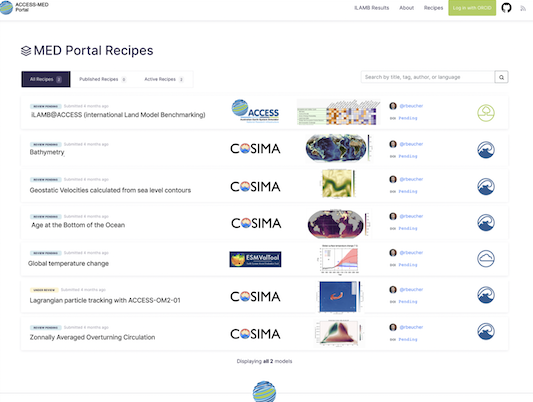 ACCESS-MED
Portal
ILAMB Results About Recipes Log in with ORCID
MED Portal Recipes
All Recipes 2 Published Recipes 0 Active Recipes 2
Search by title, tag, author, or language
REVIEW PENDING Submitted 6 months ago
iLAMB@ACCESS (international Land Model Benchmarking)
ACCESS
@rbeucher
Pending
REVIEW PENDING Submitted 6 months ago
Bathymetry
COSIMA
@rbeucher
Pending
REVIEW PENDING Submitted 6 months ago
Geostatic Velocities calculated from sea level contours
COSIMA
@rbeucher
Pending
REVIEW PENDING Submitted 6 months ago
Age at the Bottom of the Ocean
COSIMA
@rbeucher
Pending
REVIEW PENDING Submitted 6 months ago
Global temperature change
ESMValTool
@rbeucher
Pending
UNDER REVIEW Submitted 6 months ago
Lagrangian particle tracking with ACCESS-OM2-01
COSIMA
@rbeucher
Pending
REVIEW PENDING Submitted 6 months ago
Zonnally Averaged Overturning Circulation
COSIMA
@rbeucher
Pending
Displaying all 2 models